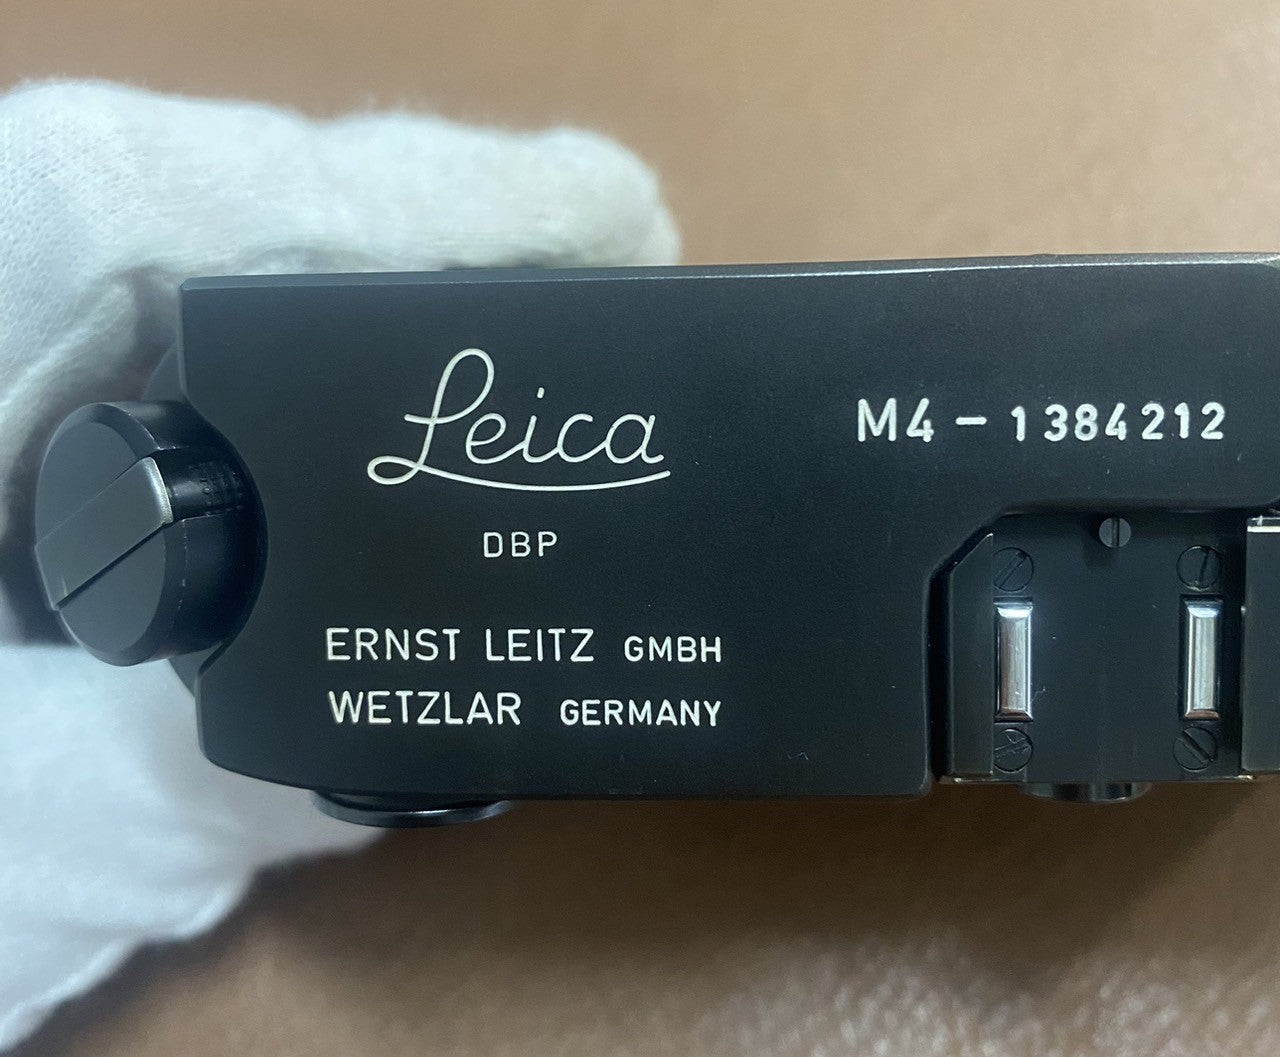 Leica
M4-1384212
DBP
ERNST LEITZ GMBH
WETZLAR GERMANY